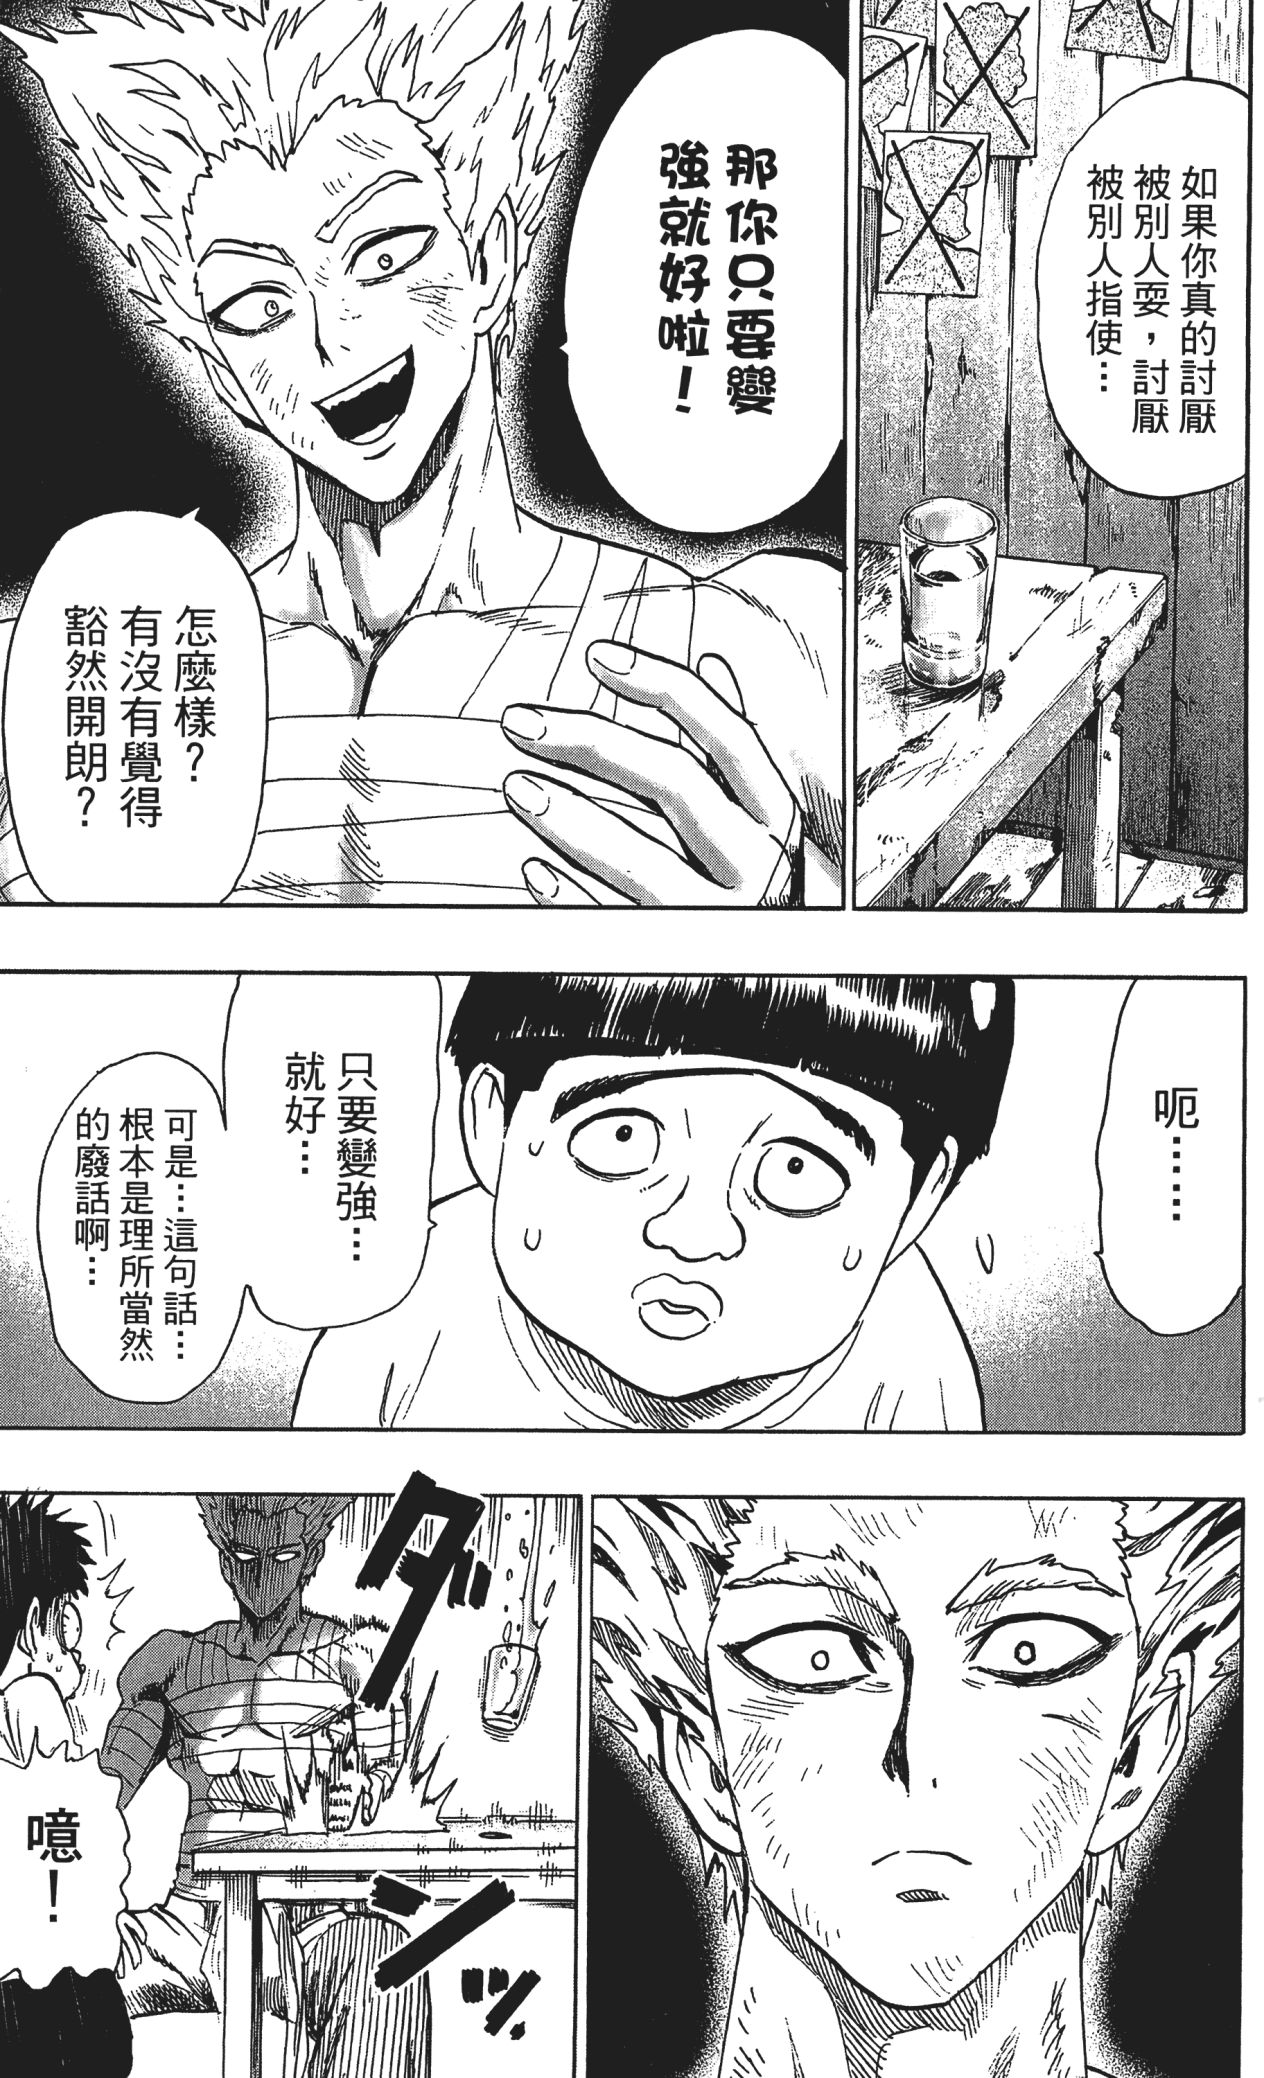 如果你真的討厭
被別人耍，討厭
被別人指使…
那你只要變
強就好啦！
怎麼樣？
有沒有覺得
豁然開朗？
呃……
只要變強…
就好…
可是…這句話…
根本是理所當然
的廢話啊…
ダンッ
噫！